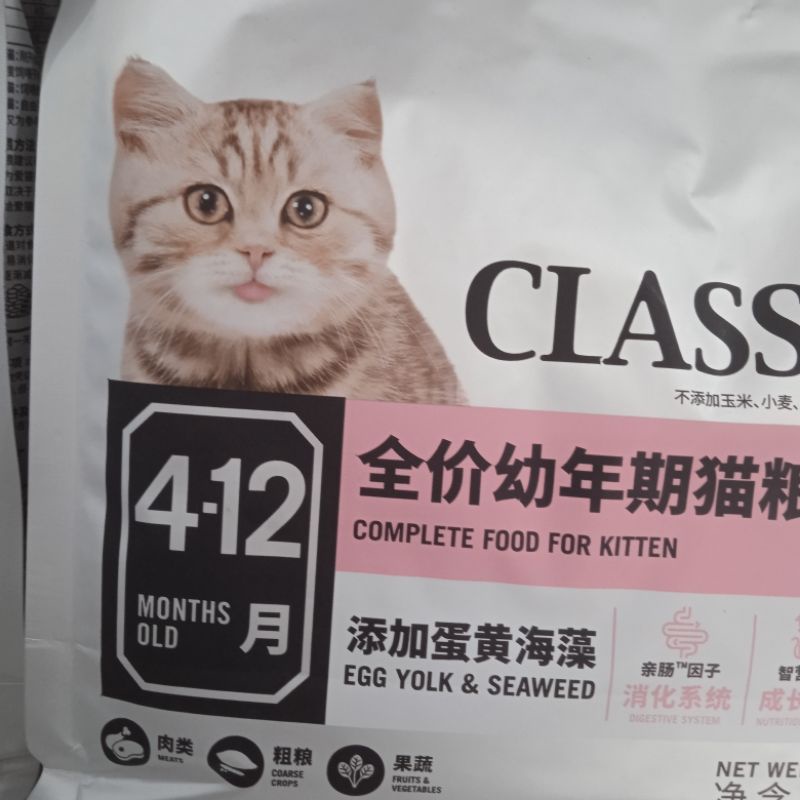 CLASS
不添加玉米、小麦、
4-12
MONTHS
OLD
月
全价幼年期猫粮
COMPLETE FOOD FOR KITTEN
添加蛋黄海藻
EGG YOLK & SEAWEED
亲肠™因子
消化系统
DIGESTIVE SYSTEM
智
成长
NUTRITION
肉类
MEATS
粗粮
COARSE
CROPS
果蔬
FRUITS &
VEGETABLES
NET WE
净含